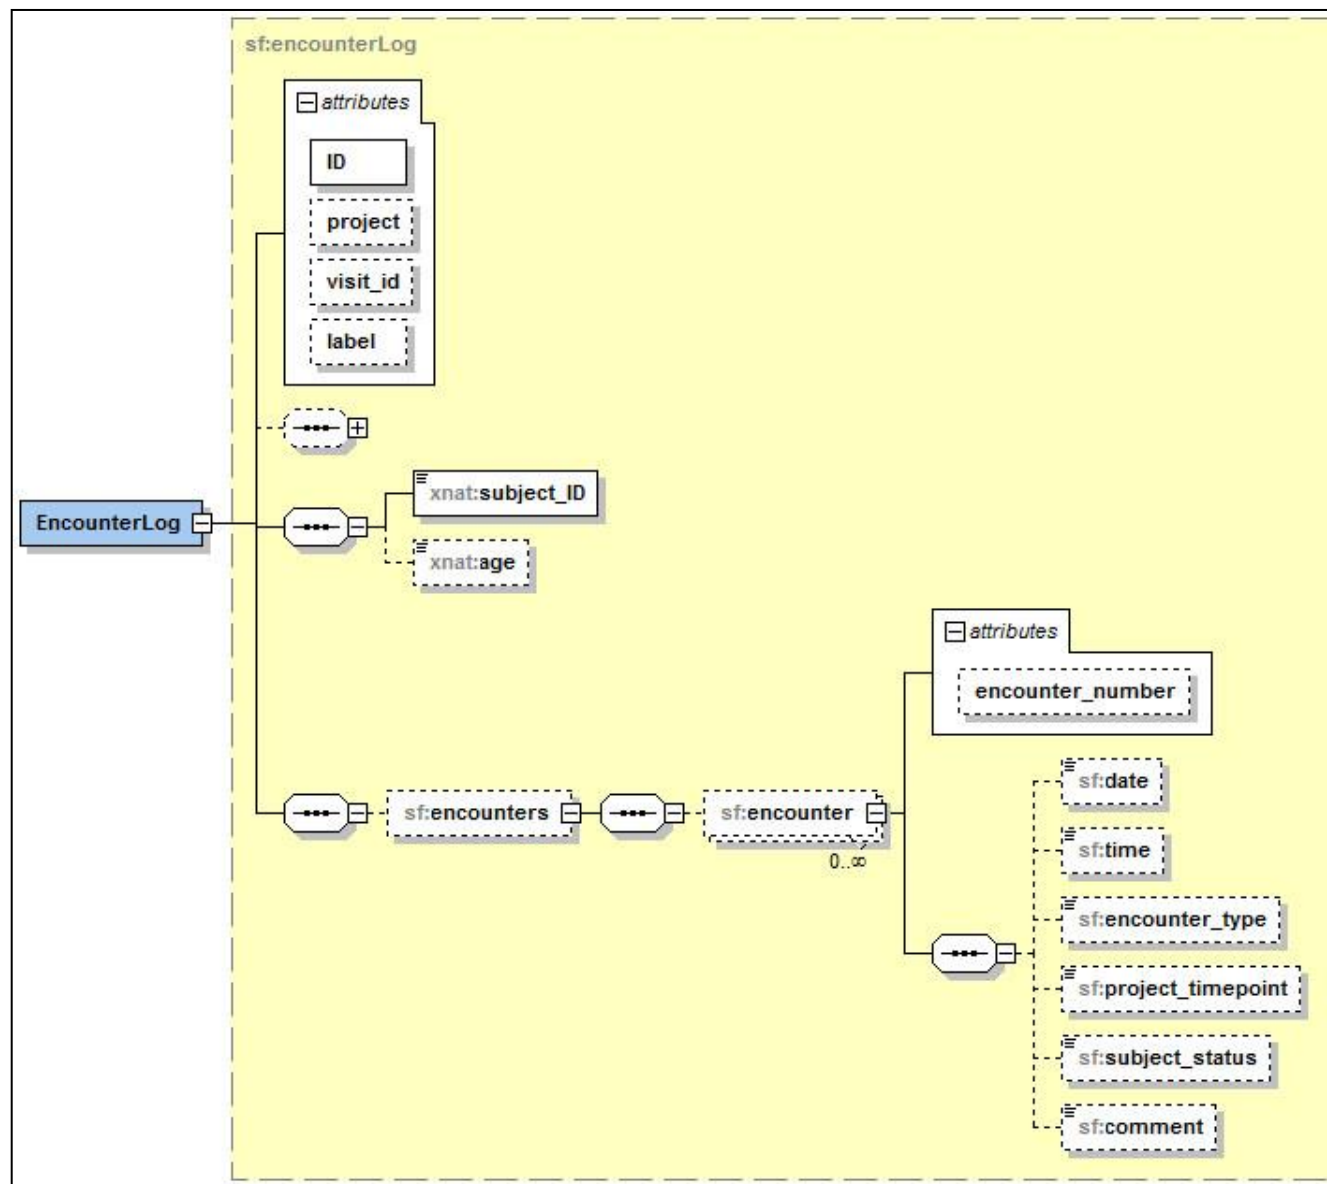 sf:encounterLog
attributes
ID
project
visit_id
label
EncounterLog
xnat:subject_ID
xnat:age
attributes
encounter_number
sf:encounters
sf:encounter
0..∞
sf:date
sf:time
sf:encounter_type
sf:project_timepoint
sf:subject_status
sf:comment